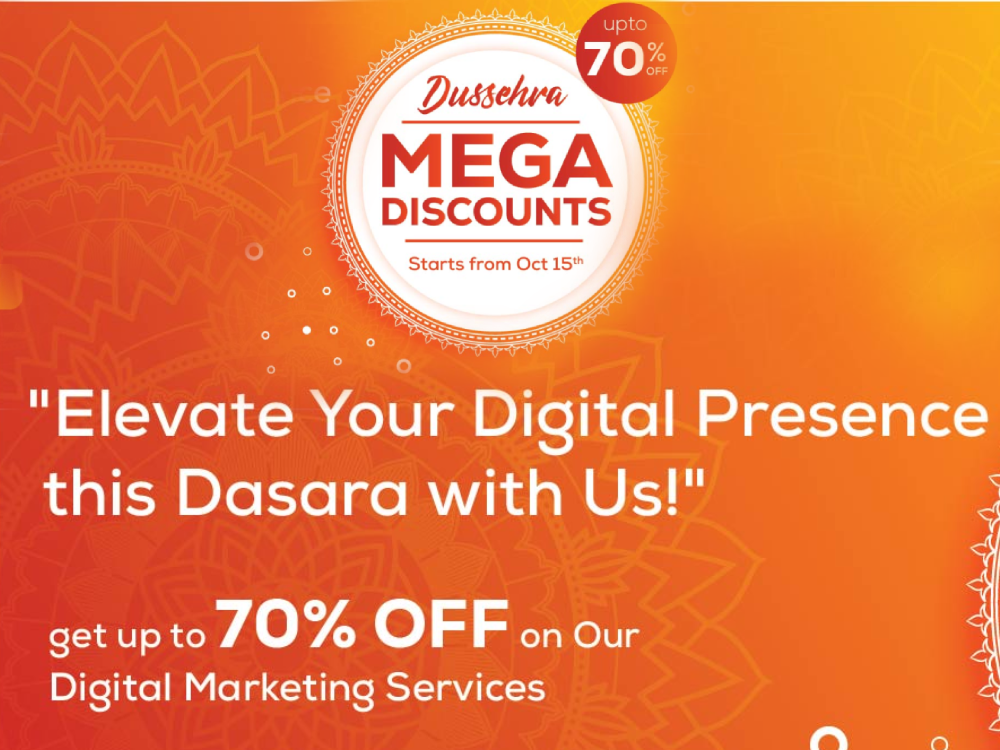 upto
70%
OFF
Dussehra
MEGA
DISCOUNTS
Starts from Oct 15th
"Elevate Your Digital Presence
this Dasara with Us!"
get up to 70% OFF on Our
Digital Marketing Services